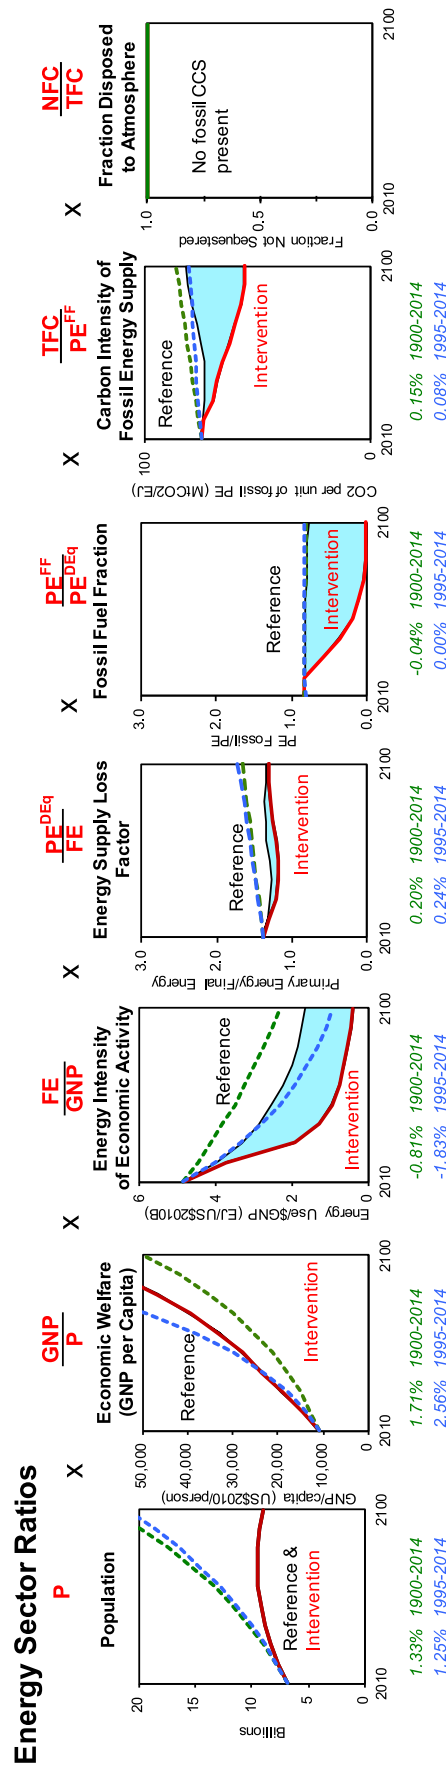 Energy Sector Ratios
P
X
GNP
P
X
FE
GNP
X
PE^DEq
FE
X
PE^FF
PE^DEq
X
TFC
PE^FF
X
NFC
TFC
Population
Billions
20
15
10
5
0
Reference &
Intervention
2010
2100
1.33% 1900-2014
1.25% 1995-2014
Economic Welfare
(GNP per Capita)
GNP/capita (US$2010/person)
50,000
40,000
30,000
20,000
10,000
0
Reference
Intervention
2010
2100
1.71% 1900-2014
2.56% 1995-2014
Energy Intensity
of Economic Activity
Energy Use/$GNP (EJ/US$2010B)
6
4
2
0
Reference
Intervention
2010
2100
-0.81% 1900-2014
-1.83% 1995-2014
Energy Supply Loss
Factor
Primary Energy/Final Energy
3.0
2.0
1.0
0.0
Reference
Intervention
2010
2100
0.20% 1900-2014
0.24% 1995-2014
Fossil Fuel Fraction
PE Fossil/PE
3.0
2.0
1.0
0.0
Reference
Intervention
2010
2100
-0.04% 1900-2014
0.00% 1995-2014
Carbon Intensity of
Fossil Energy Supply
CO2 per unit of fossil PE (MtCO2/EJ)
100
0
Reference
Intervention
2010
2100
0.15% 1900-2014
0.08% 1995-2014
Fraction Disposed
to Atmosphere
Fraction Not Sequestered
1.0
0.5
0.0
No fossil CCS
present
2010
2100